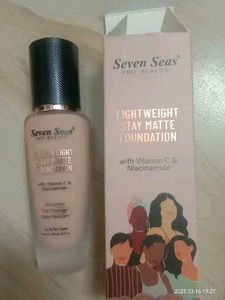 Seven Seas®
PRO-BEAUTY
LIGHTWEIGHT
STAY MATTE
FOUNDATION
with Vitamin C &
Niacinamide
Oil Control
Full Coverage
Water Resistant
Seven Seas®
PRO-BEAUTY
LIGHTWEIGHT
STAY MATTE
FOUNDATION
with Vitamin C &
Niacinamide
2025.03.16 19:27